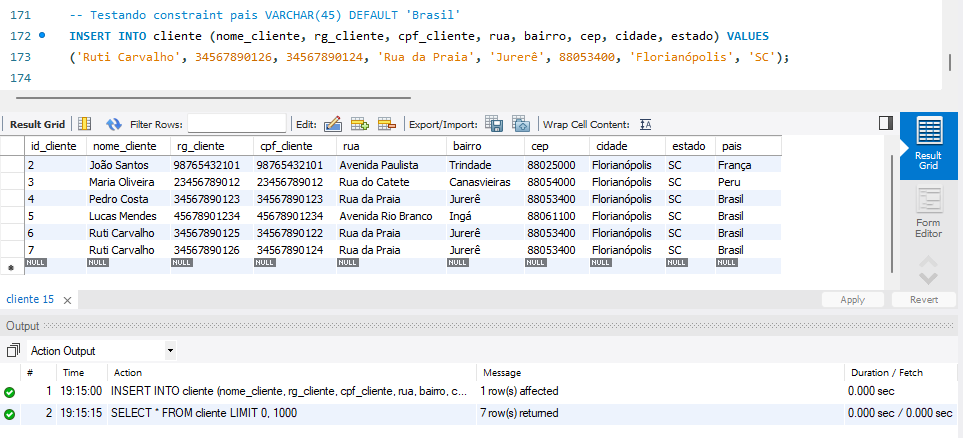 171 -- Testando constraint pais VARCHAR(45) DEFAULT 'Brasil'
172 INSERT INTO cliente (nome_cliente, rg_cliente, cpf_cliente, rua, bairro, cep, cidade, estado) VALUES
173 ('Ruti Carvalho', 34567890126, 34567890124, 'Rua da Praia', 'Jurerê', 88053400, 'Florianópolis', 'SC');
174
Result Grid Filter Rows: Edit: Export/Import: Wrap Cell Content: IA
id_cliente nome_cliente rg_cliente cpf_cliente rua bairro cep cidade estado pais
2 João Santos 98765432101 98765432101 Avenida Paulista Trindade 88025000 Florianópolis SC França
3 Maria Oliveira 23456789012 23456789012 Rua do Catete Canasvieiras 88054000 Florianópolis SC Peru
4 Pedro Costa 34567890123 34567890123 Rua da Praia Jurerê 88053400 Florianópolis SC Brasil
5 Lucas Mendes 45678901234 45678901234 Avenida Rio Branco Ingá 88061100 Florianópolis SC Brasil
6 Ruti Carvalho 34567890125 34567890122 Rua da Praia Jurerê 88053400 Florianópolis SC Brasil
7 Ruti Carvalho 34567890126 34567890124 Rua da Praia Jurerê 88053400 Florianópolis SC Brasil
NULL NULL NULL NULL NULL NULL NULL NULL NULL NULL
Result
Grid
Form
Editor
cliente 15 Apply Revert
Output
Action Output
# Time Action Message Duration / Fetch
1 19:15:00 INSERT INTO cliente (nome_cliente, rg_cliente, cpf_cliente, rua, bairro, c... 1 row(s) affected 0.000 sec
2 19:15:15 SELECT * FROM cliente LIMIT 0, 1000 7 row(s) returned 0.000 sec / 0.000 sec